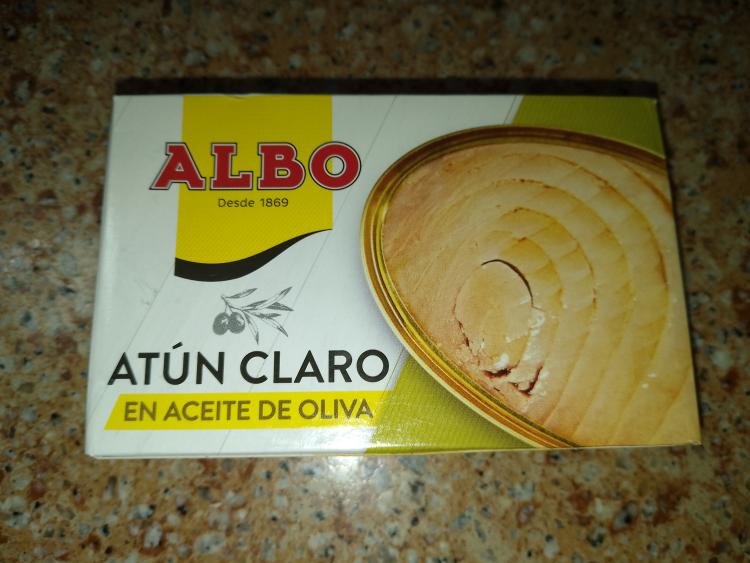 ALBO
Desde 1869
ATÚN CLARO
EN ACEITE DE OLIVA